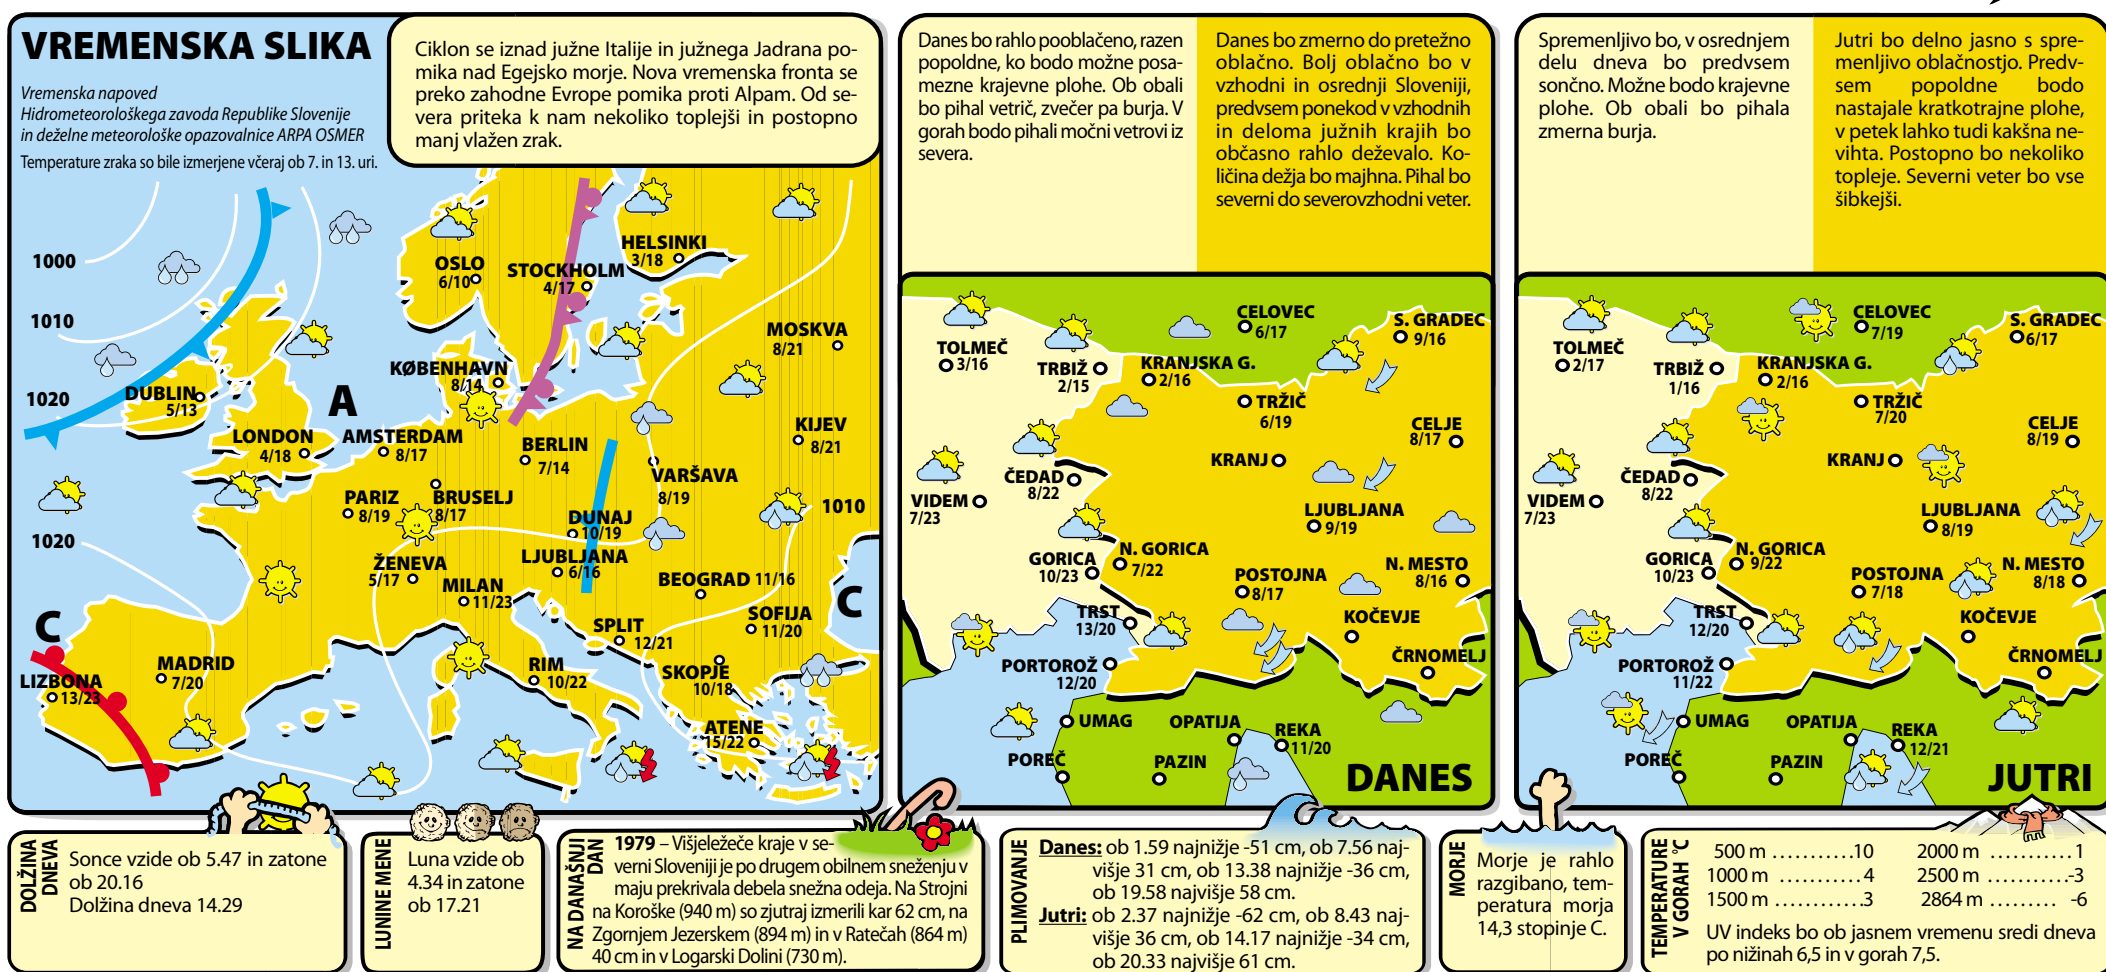 VREMENSKA SLIKA
Vremenska napoved
Hidrometeorološkega zavoda Republike Slovenije
in deželne meteorološke opazovalnice ARPA OSMER
Temperature zraka so bile izmerjene včeraj ob 7. in 13. uri.
Ciklon se iznad južne Italije in južnega Jadrana po-
mika nad Egejsko morje. Nova vremenska fronta se
preko zahodne Evrope pomika proti Alpam. Od se-
vera priteka k nam nekoliko toplejši in postopno
manj vlažen zrak.
1000
1010
1020
1020
1010
A
C
C
OSLO
6/10
STOCKHOLM
4/17
HELSINKI
3/18
MOSKVA
8/21
KØBENHAVN
8/14
DUBLIN
5/13
LONDON
4/18
AMSTERDAM
8/17
BERLIN
7/14
KIJEV
8/21
VARŠAVA
8/19
PARIZ
8/19
BRUSELJ
8/17
DUNAJ
10/19
ŽENEVA
5/17
LJUBLJANA
6/16
MILAN
11/23
BEOGRAD 11/16
SOFIJA
11/20
SPLIT
12/21
SKOPJE
10/18
MADRID
7/20
LIZBONA
13/23
RIM
10/22
ATENE
15/22
Danes bo rahlo pooblačeno, razen
popoldne, ko bodo možne posa-
mezne krajevne plohe. Ob obali
bo pihal vetrič, zvečer pa burja. V
gorah bodo pihali močni vetrovi iz
severa.
Danes bo zmerno do pretežno
oblačno. Bolj oblačno bo v
vzhodni in osrednji Sloveniji,
predvsem ponekod v vzhodnih
in deloma južnih krajih bo
občasno rahlo deževalo. Ko-
ličina dežja bo majhna. Pihal bo
severni do severovzhodni veter.
CELOVEC
6/17
S. GRADEC
9/16
TOLMEČ
3/16
TRBIŽ
2/15
KRANJSKA G.
2/16
TRŽIČ
6/19
CELJE
8/17
KRANJ
ČEDAD
8/22
VIDEM
7/23
LJUBLJANA
9/19
GORICA
10/23
N. GORICA
7/22
N. MESTO
8/16
POSTOJNA
8/17
TRST
13/20
KOČEVJE
PORTOROŽ
12/20
ČRNOMELJ
UMAG
OPATIJA
REKA
11/20
POREČ
PAZIN
DANES
Spremenljivo bo, v osrednjem
delu dneva bo predvsem
sončno. Možne bodo krajevne
plohe. Ob obali bo pihala
zmerna burja.
Jutri bo delno jasno s spre-
menljivo oblačnostjo. Predv-
sem popoldne bodo
nastajale kratkotrajne plohe,
v petek lahko tudi kakšna ne-
vihta. Postopno bo nekoliko
topleje. Severni veter bo vse
šibkejši.
CELOVEC
7/19
S. GRADEC
6/17
TOLMEČ
2/17
TRBIŽ
1/16
KRANJSKA G.
2/16
TRŽIČ
7/20
CELJE
8/19
KRANJ
ČEDAD
8/22
VIDEM
7/23
LJUBLJANA
8/19
GORICA
10/23
N. GORICA
9/22
N. MESTO
8/18
POSTOJNA
7/18
TRST
12/20
KOČEVJE
PORTOROŽ
11/22
ČRNOMELJ
UMAG
OPATIJA
REKA
12/21
POREČ
PAZIN
JUTRI
DOLŽINA
DNEVA
Sonce vzide ob 5.47 in zatone
ob 20.16
Dolžina dneva 14.29
LUNINE MENE
Luna vzide ob
4.34 in zatone
ob 17.21
NA DANAŠNJI
DAN
1979 – Višjeležeče kraje v se-
verni Sloveniji je po drugem obilnem sneženju v
maju prekrivala debela snežna odeja. Na Strojni
na Koroške (940 m) so zjutraj izmerili kar 62 cm, na
Zgornjem Jezerskem (894 m) in v Ratečah (864 m)
40 cm in v Logarski Dolini (730 m).
PLIMOVANJE
Danes: ob 1.59 najnižje -51 cm, ob 7.56 naj-
višje 31 cm, ob 13.38 najnižje -36 cm,
ob 19.58 najvišje 58 cm.
Jutri: ob 2.37 najnižje -62 cm, ob 8.43 naj-
višje 36 cm, ob 14.17 najnižje -34 cm,
ob 20.33 najvišje 61 cm.
MORJE
Morje je rahlo
razgibano, tem-
peratura morja
14,3 stopinje C.
TEMPERATURE
V GORAH °C
500 m ...........10
1000 m ...........4
1500 m ...........3
2000 m ...........1
2500 m ...........-3
2864 m ......... -6
UV indeks bo ob jasnem vremenu sredi dneva
po nižinah 6,5 in v gorah 7,5.